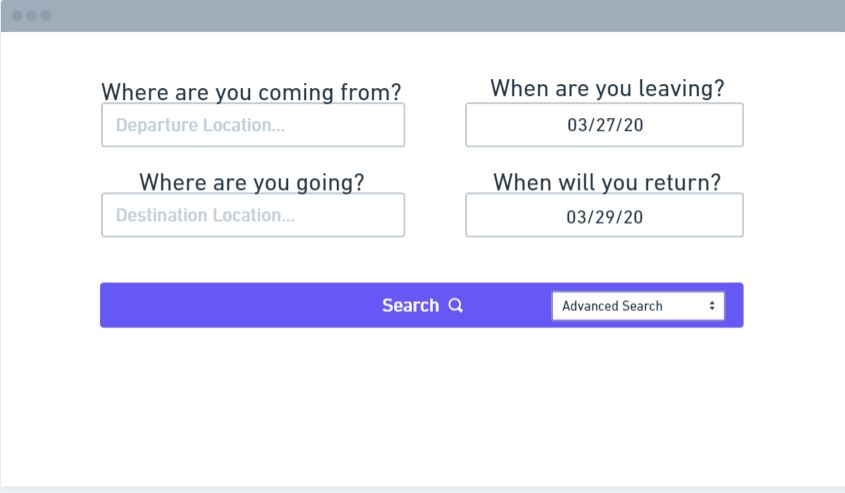 Where are you coming from?
Departure Location...
When are you leaving?
03/27/20
Where are you going?
Destination Location...
When will you return?
03/29/20
Search
Advanced Search